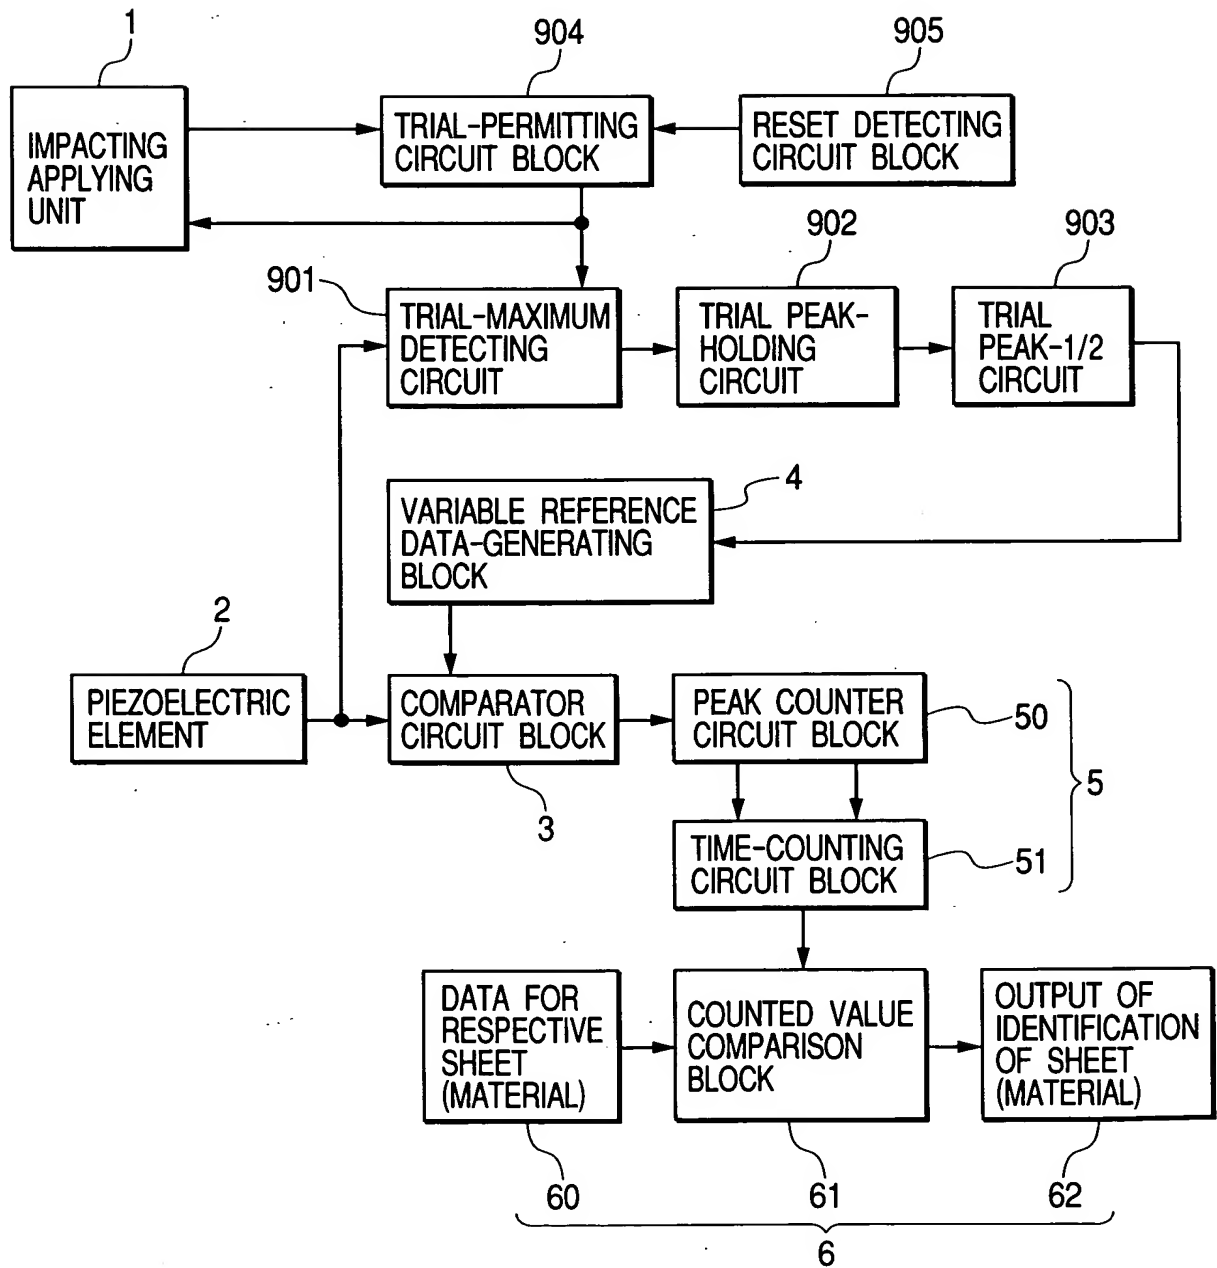 1
904
905
IMPACTING
APPLYING
UNIT
TRIAL-PERMITTING
CIRCUIT BLOCK
RESET DETECTING
CIRCUIT BLOCK
901
902
903
TRIAL-MAXIMUM
DETECTING
CIRCUIT
TRIAL PEAK-
HOLDING
CIRCUIT
TRIAL
PEAK-1/2
CIRCUIT
4
VARIABLE REFERENCE
DATA-GENERATING
BLOCK
2
PIEZOELECTRIC
ELEMENT
COMPARATOR
CIRCUIT BLOCK
3
PEAK COUNTER
CIRCUIT BLOCK
50
5
TIME-COUNTING
CIRCUIT BLOCK
51
DATA FOR
RESPECTIVE
SHEET
(MATERIAL)
COUNTED VALUE
COMPARISON
BLOCK
OUTPUT OF
IDENTIFICATION
OF SHEET
(MATERIAL)
60
61
62
6